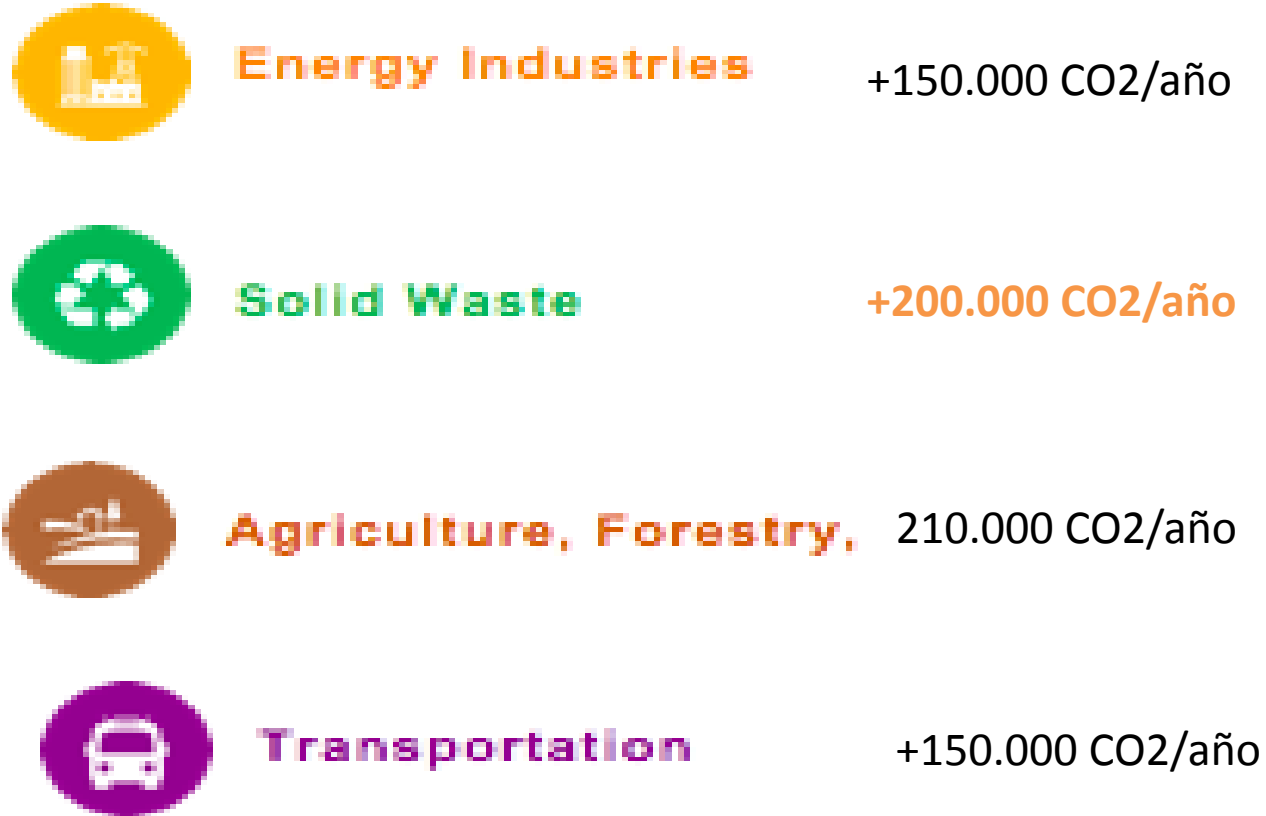 Energy Industries +150.000 CO2/año
Solid Waste +200.000 CO2/año
Agriculture, Forestry, 210.000 CO2/año
Transportation +150.000 CO2/año